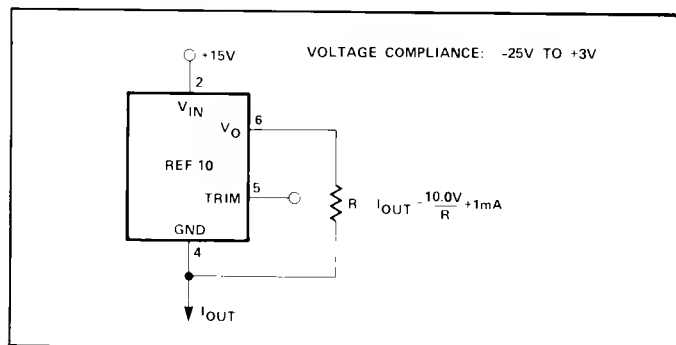 +15V
VOLTAGE COMPLIANCE: -25V TO +3V
2
VIN
6
VO
REF 10
5
TRIM
R
IOUT - 10.0V/R +1mA
GND
4
IOUT